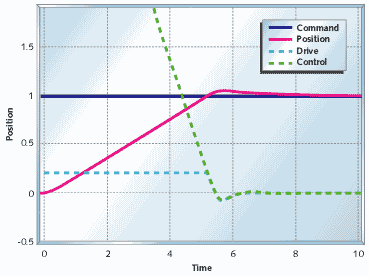 Command
Position
Drive
Control
1.5
1
0.5
0
-0.5
Position
0 2 4 6 8 10
Time